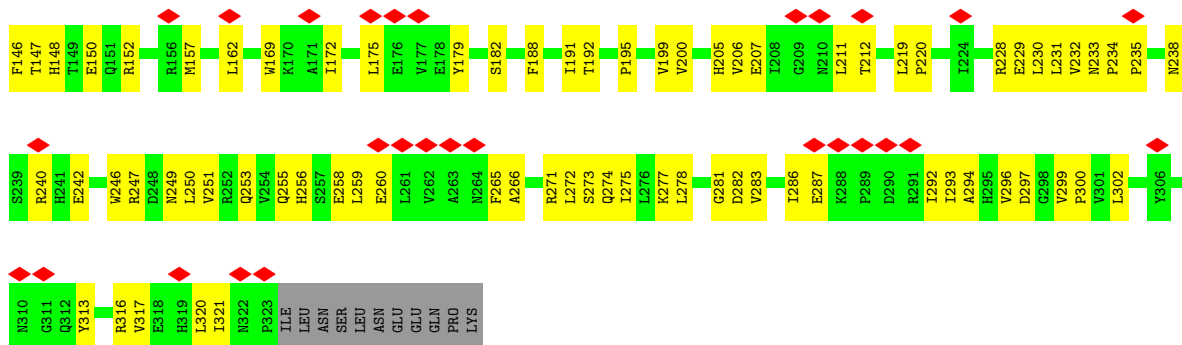 F146 T147 H148 T149 E150 Q151 R152 R156 M157 L162 W169 K170 A171 I172 L175 E176 V177 E178 Y179 S182 F188 I191 T192 P195 V199 V200 H205 V206 E207 I208 G209 N210 L211 T212 L219 P220 I224 R228 E229 L230 L231 V232 N233 P234 P235 N238
S239 R240 H241 E242 W246 R247 D248 N249 L250 V251 R252 Q253 V254 Q255 H256 S257 E258 L259 E260 L261 V262 A263 N264 F265 A266 R271 L272 S273 Q274 I275 L276 K277 L278 G281 D282 V283 I286 E287 K288 P289 D290 R291 I292 I293 A294 H295 V296 D297 G298 V299 P300 V301 L302 Y306
N310 G311 Q312 Y313 R316 V317 E318 H319 L320 I321 N322 P323 ILE LEU ASN SER LEU ASN GLU GLU GLN PRO LYS